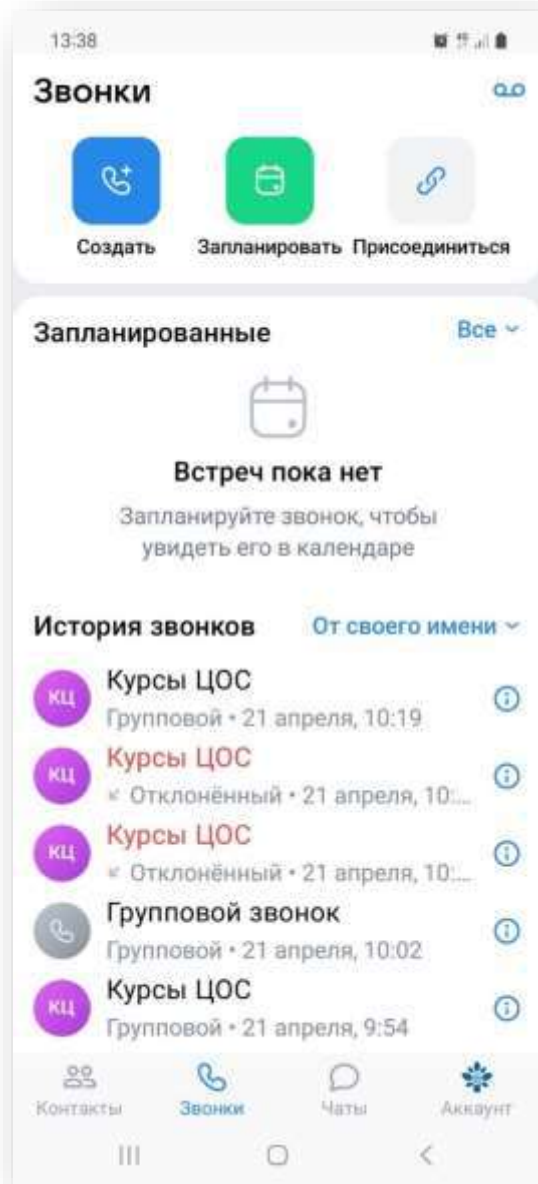 13:38
Звонки
Создать
Запланировать
Присоединиться
Запланированные
Все
Встреч пока нет
Запланируйте звонок, чтобы
увидеть его в календаре
История звонков
От своего имени
КЦ
Курсы ЦОС
Групповой • 21 апреля, 10:19
КЦ
Курсы ЦОС
Отклонённый • 21 апреля, 10:...
КЦ
Курсы ЦОС
Отклонённый • 21 апреля, 10:...
Групповой звонок
Групповой • 21 апреля, 10:02
КЦ
Курсы ЦОС
Групповой • 21 апреля, 9:54
Контакты
Звонки
Чаты
Аккаунт